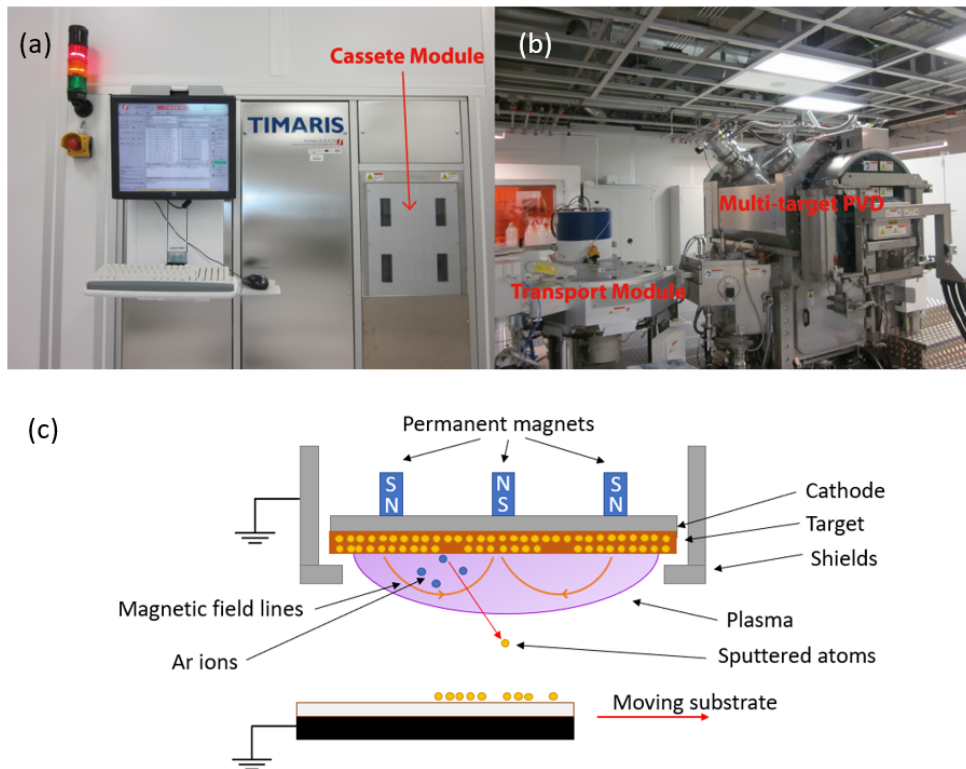 (a)
Cassete Module
TIMARIS
SINGULUS
(b)
Multi-target PVD
Transport Module
(c)
Permanent magnets
S
N
N
S
S
N
Cathode
Target
Shields
Magnetic field lines
Plasma
Ar ions
Sputtered atoms
Moving substrate